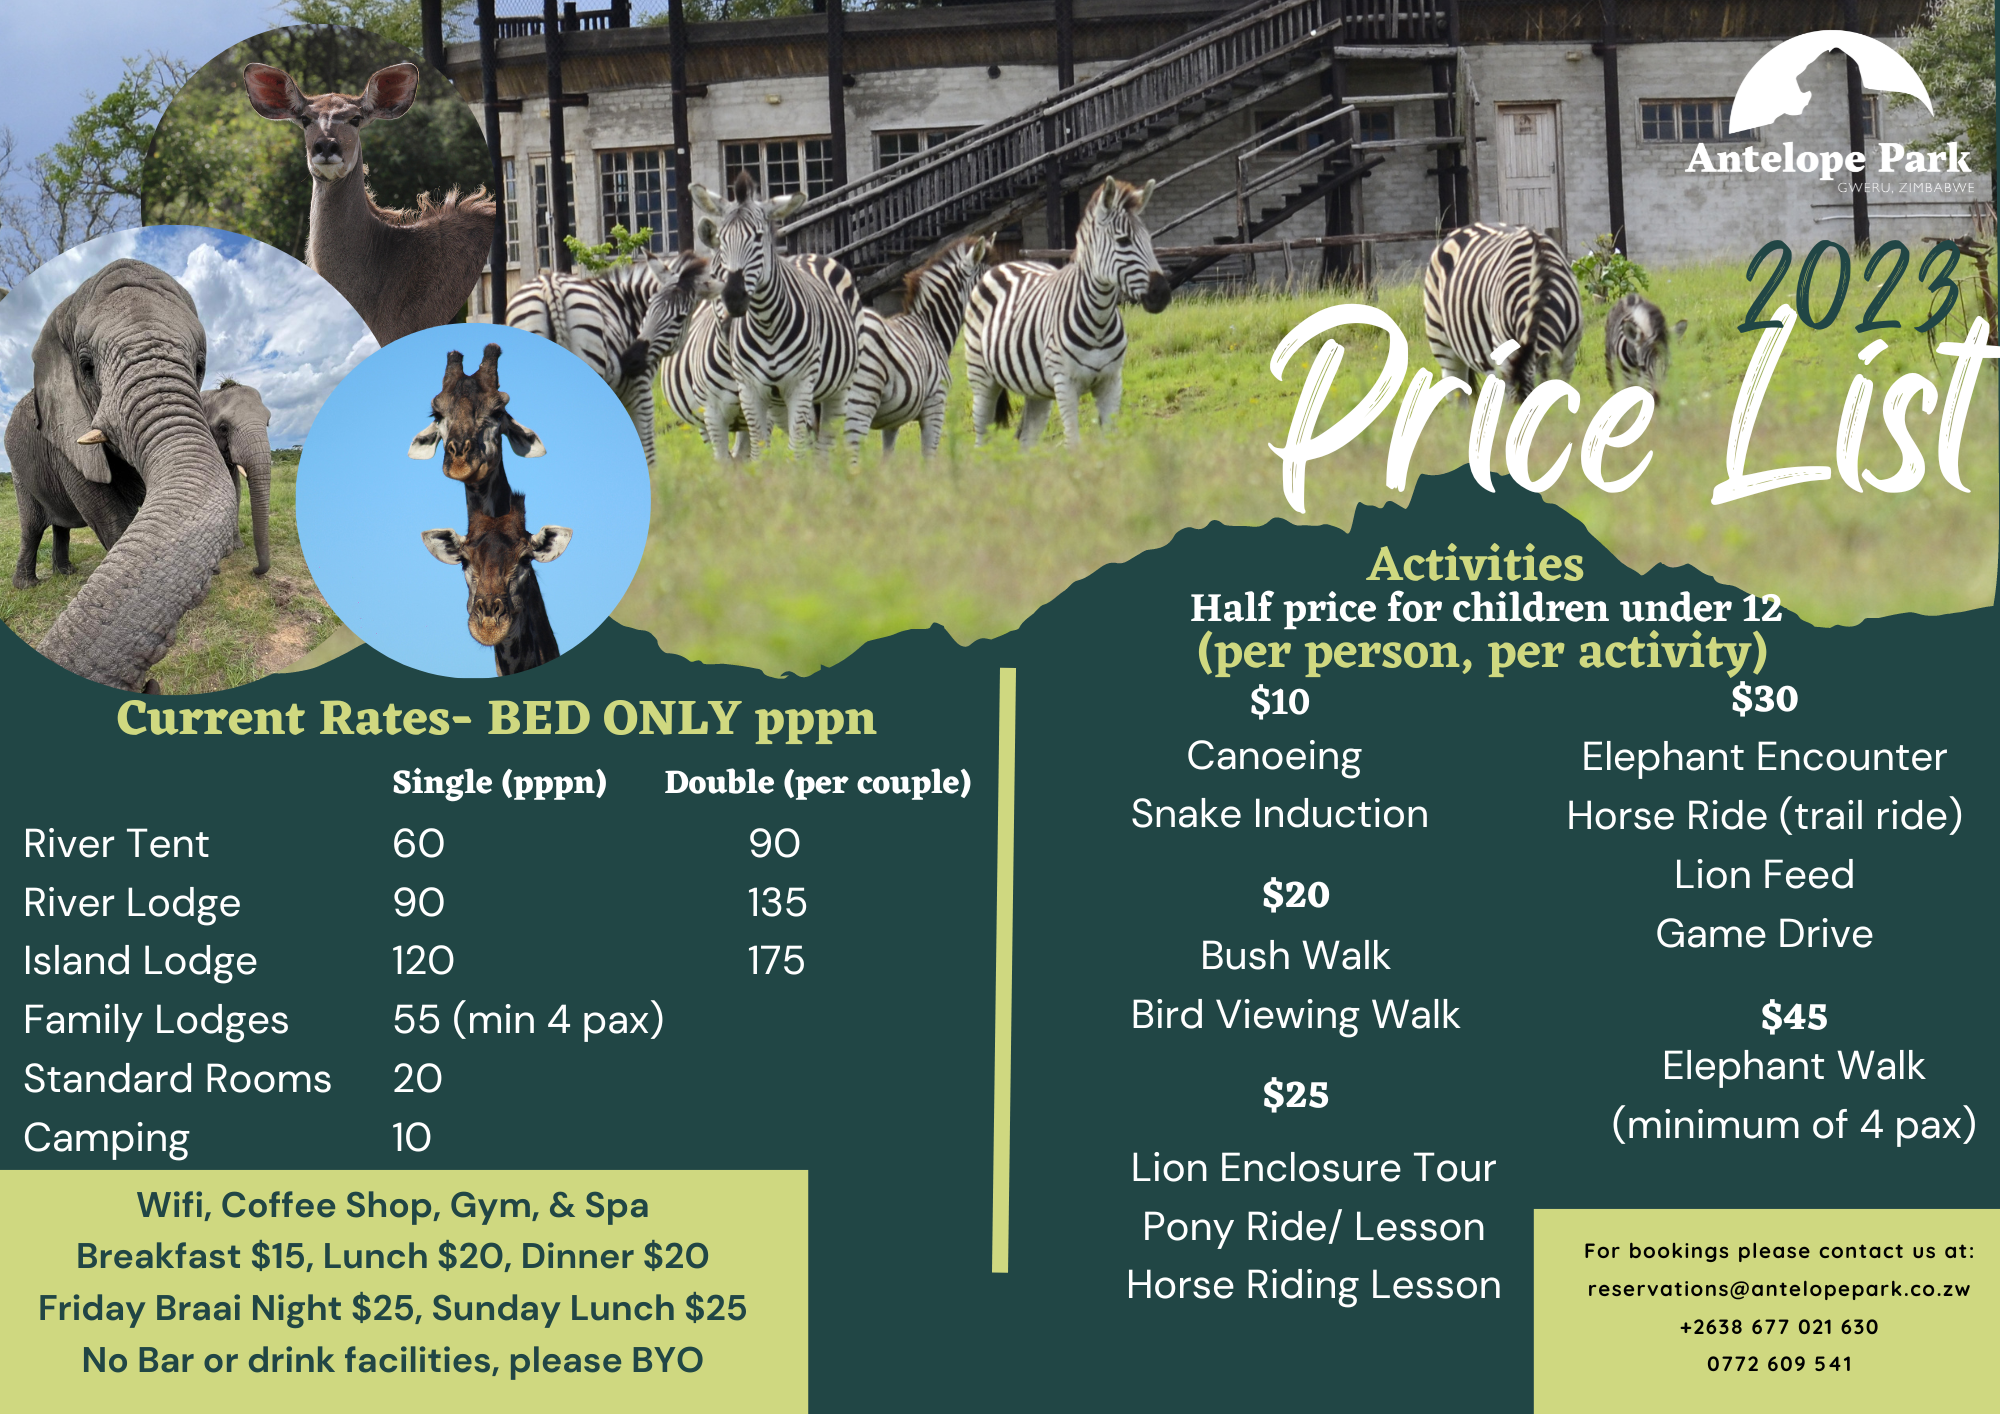 Antelope Park
GWERU, ZIMBABWE
2023
Price List
Activities
Half price for children under 12
(per person, per activity)
$10
Canoeing
Snake Induction
$20
Bush Walk
Bird Viewing Walk
$25
Lion Enclosure Tour
Pony Ride/ Lesson
Horse Riding Lesson
$30
Elephant Encounter
Horse Ride (trail ride)
Lion Feed
Game Drive
$45
Elephant Walk
(minimum of 4 pax)
Current Rates- BED ONLY pppn
Single (pppn) Double (per couple)
River Tent 60 90
River Lodge 90 135
Island Lodge 120 175
Family Lodges 55 (min 4 pax)
Standard Rooms 20
Camping 10
Wifi, Coffee Shop, Gym, & Spa
Breakfast $15, Lunch $20, Dinner $20
Friday Braai Night $25, Sunday Lunch $25
No Bar or drink facilities, please BYO
For bookings please contact us at:
reservations@antelopepark.co.zw
+2638 677 021 630
0772 609 541